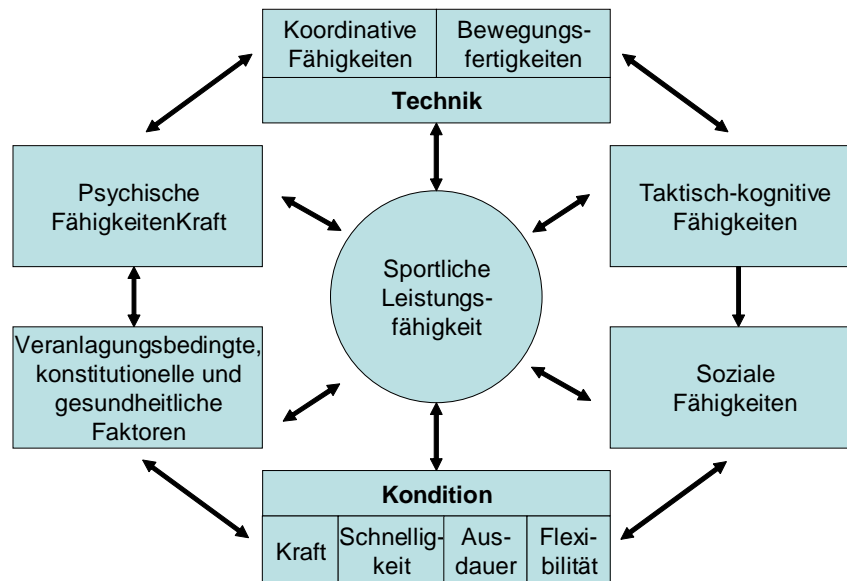 Koordinative
Fähigkeiten
Bewegungs-
fertigkeiten
Technik
Psychische
FähigkeitenKraft
Taktisch-kognitive
Fähigkeiten
Sportliche
Leistungs-
fähigkeit
Veranlagungsbedingte,
konstitutionelle und
gesundheitliche
Faktoren
Soziale
Fähigkeiten
Kondition
Kraft
Schnellig-
keit
Aus-
dauer
Flexi-
bilität